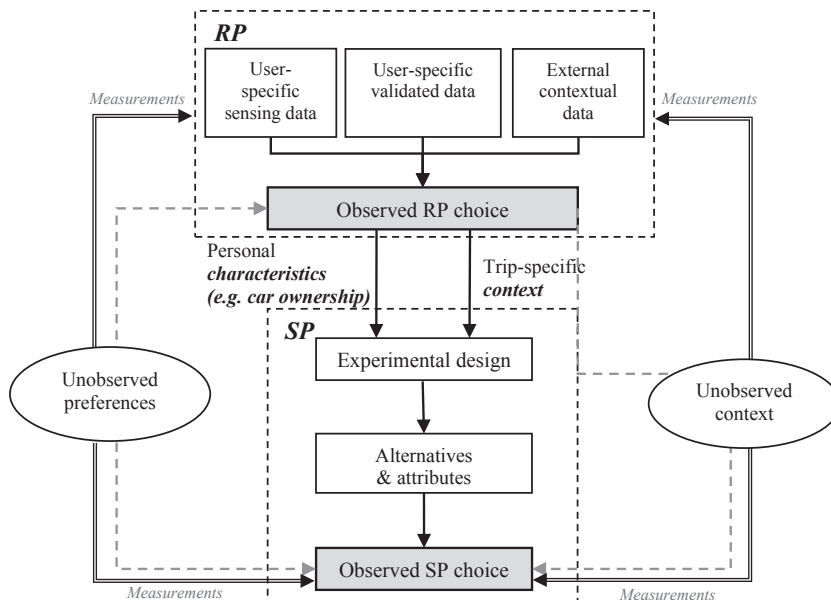 RP
User-
specific
sensing data
User-specific
validated data
External
contextual
data
Measurements
Measurements
Observed RP choice
Personal
characteristics
(e.g. car ownership)
Trip-specific
context
SP
Experimental design
Unobserved
preferences
Unobserved
context
Alternatives
& attributes
Observed SP choice
Measurements
Measurements